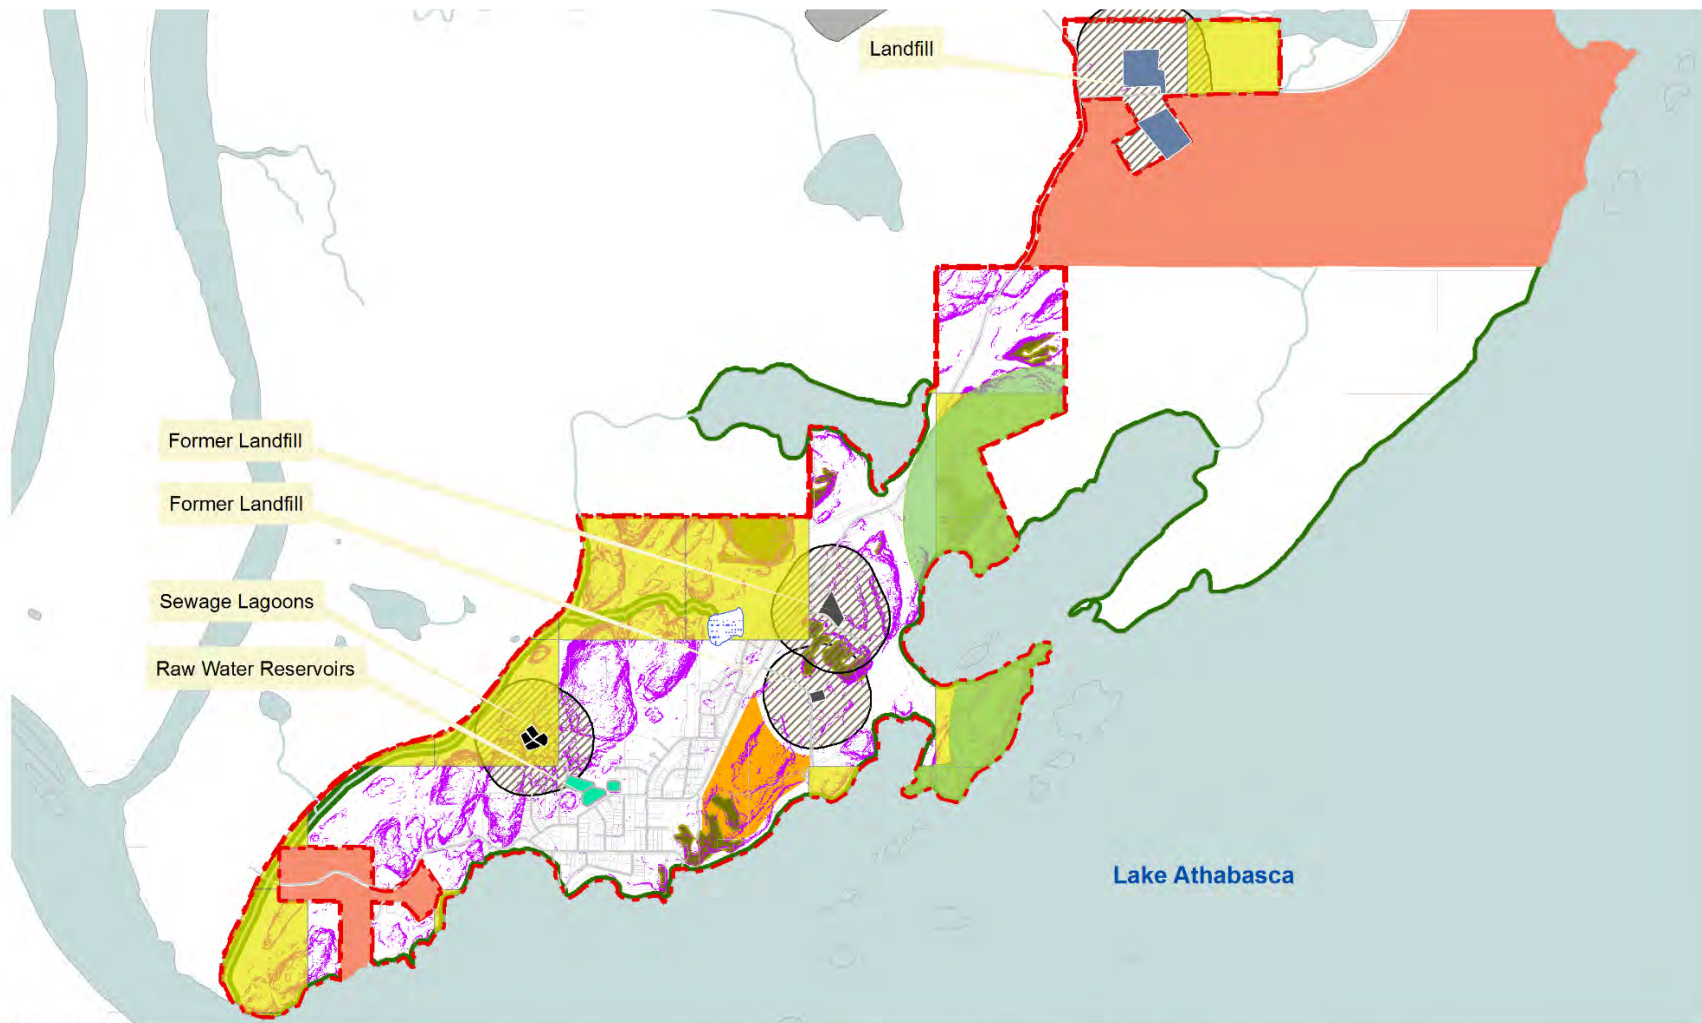 Landfill
Former Landfill
Former Landfill
Sewage Lagoons
Raw Water Reservoirs
Lake Athabasca